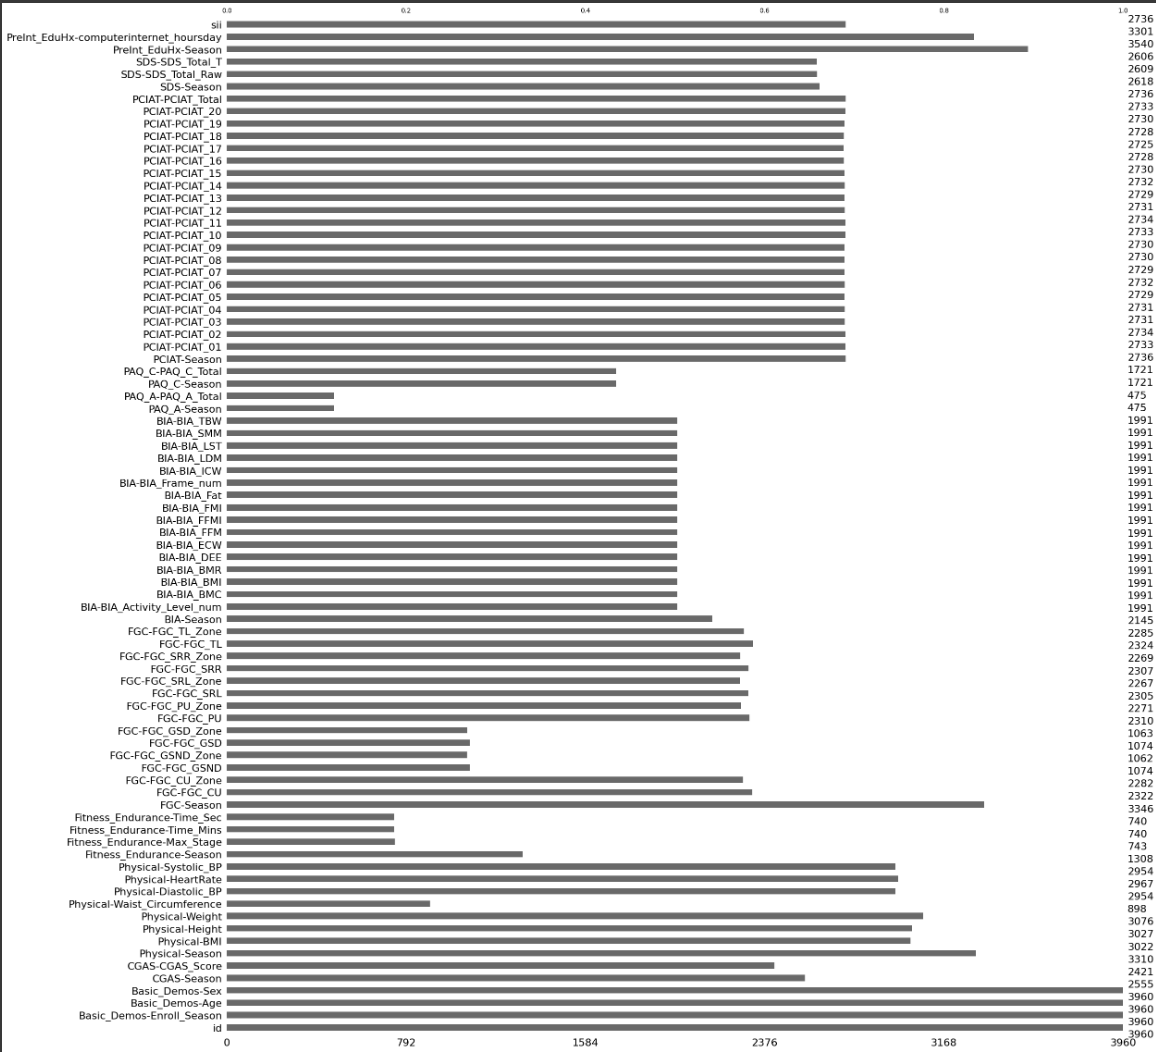 0.0 0.2 0.4 0.6 0.8 1.0
sii 2736
PreInt_EduHx-computerinternet_hoursday 3301
PreInt_EduHx-Season 3540
SDS-SDS_Total_T 2606
SDS-SDS_Total_Raw 2609
SDS-Season 2618
PCIAT-PCIAT_Total 2736
PCIAT-PCIAT_20 2733
PCIAT-PCIAT_19 2730
PCIAT-PCIAT_18 2728
PCIAT-PCIAT_17 2725
PCIAT-PCIAT_16 2728
PCIAT-PCIAT_15 2730
PCIAT-PCIAT_14 2732
PCIAT-PCIAT_13 2729
PCIAT-PCIAT_12 2731
PCIAT-PCIAT_11 2734
PCIAT-PCIAT_10 2733
PCIAT-PCIAT_09 2730
PCIAT-PCIAT_08 2730
PCIAT-PCIAT_07 2729
PCIAT-PCIAT_06 2732
PCIAT-PCIAT_05 2729
PCIAT-PCIAT_04 2731
PCIAT-PCIAT_03 2731
PCIAT-PCIAT_02 2734
PCIAT-PCIAT_01 2733
PCIAT-Season 2736
PAQ_C-PAQ_C_Total 1721
PAQ_C-Season 1721
PAQ_A-PAQ_A_Total 475
PAQ_A-Season 475
BIA-BIA_TBW 1991
BIA-BIA_SMM 1991
BIA-BIA_LST 1991
BIA-BIA_LDM 1991
BIA-BIA_ICW 1991
BIA-BIA_Frame_num 1991
BIA-BIA_Fat 1991
BIA-BIA_FMI 1991
BIA-BIA_FFMI 1991
BIA-BIA_FFM 1991
BIA-BIA_ECW 1991
BIA-BIA_DEE 1991
BIA-BIA_BMR 1991
BIA-BIA_BMI 1991
BIA-BIA_BMC 1991
BIA-BIA_Activity_Level_num 1991
BIA-Season 2145
FGC-FGC_TL_Zone 2285
FGC-FGC_TL 2324
FGC-FGC_SRR_Zone 2269
FGC-FGC_SRR 2307
FGC-FGC_SRL_Zone 2267
FGC-FGC_SRL 2305
FGC-FGC_PU_Zone 2271
FGC-FGC_PU 2310
FGC-FGC_GSD_Zone 1063
FGC-FGC_GSD 1074
FGC-FGC_GSND_Zone 1062
FGC-FGC_GSND 1074
FGC-FGC_CU_Zone 2282
FGC-FGC_CU 2322
FGC-Season 3346
Fitness_Endurance-Time_Sec 740
Fitness_Endurance-Time_Mins 740
Fitness_Endurance-Max_Stage 743
Fitness_Endurance-Season 1308
Physical-Systolic_BP 2954
Physical-HeartRate 2967
Physical-Diastolic_BP 2954
Physical-Waist_Circumference 898
Physical-Weight 3076
Physical-Height 3027
Physical-BMI 3022
Physical-Season 3310
CGAS-CGAS_Score 2421
CGAS-Season 2555
Basic_Demos-Sex 3960
Basic_Demos-Age 3960
Basic_Demos-Enroll_Season 3960
id 3960
0 792 1584 2376 3168 3960